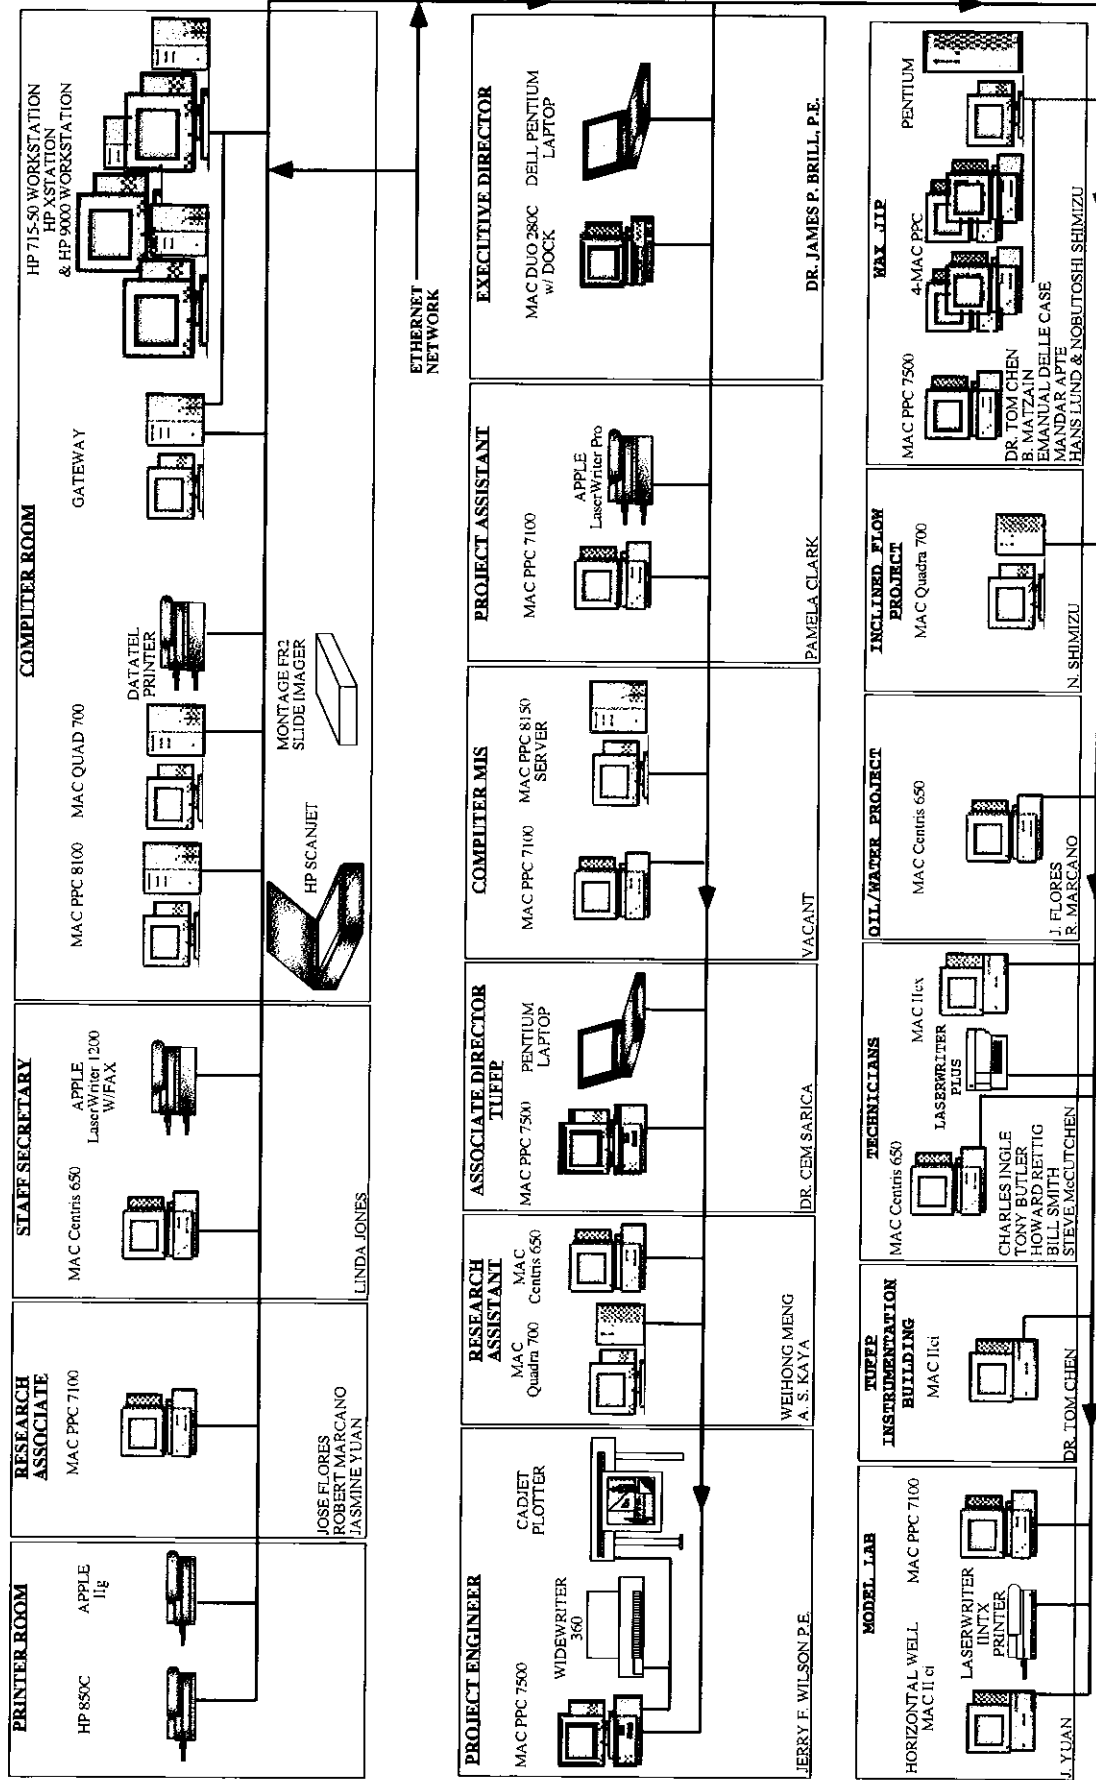 PRINTER ROOM
HP 850C
APPLE
IIg
RESEARCH
ASSOCIATE
MAC PPC 7100
JOSE FLORES
ROBERT MARCANO
JASMINE YUAN
STAFF SECRETARY
MAC Centris 650
APPLE
LaserWriter 1200
W/FAX
LINDA JONES
COMPUTER ROOM
MAC PPC 8100
MAC QUAD 700
DATATEL
PRINTER
GATEWAY
HP 715-50 WORKSTATION
HP XSTATION
& HP 9000 WORKSTATION
HP SCANJET
MONTAGE FR2
SLIDE IMAGER
ETHERNET
NETWORK
PROJECT ENGINEER
MAC PPC 7500
WIDEWRITER
360
CADJET
PLOTTER
JERRY F. WILSON P.E.
RESEARCH
ASSISTANT
MAC
Quadra 700
MAC
Centris 650
WEIHONG MENG
A. S. KAYA
ASSOCIATE DIRECTOR
TUFFP
MAC PPC 7500
PENTIUM
LAPTOP
DR. CEM SARICA
COMPUTER MIS
MAC PPC 7100
MAC PPC 8150
SERVER
VACANT
PROJECT ASSISTANT
MAC PPC 7100
APPLE
LaserWriter Pro
PAMELA CLARK
EXECUTIVE DIRECTOR
MAC DUO 280C
w/ DOCK
DELL PENTIUM
LAPTOP
DR. JAMES P. BRILL, P.E.
MODEL LAB
HORIZONTAL WELL
MAC II ci
MAC PPC 7100
LASERWRITER
IINTX
PRINTER
J. YUAN
TUFFP
INSTRUMENTATION
BUILDING
MAC IIci
DR. TOM CHEN
TECHNICIANS
MAC Centris 650
MAC IIcx
LASERWRITER
PLUS
CHARLES INGLE
TONY BUTLER
HOWARD RETTIG
BILL SMITH
STEVE McCUTCHEN
OIL/WATER PROJECT
MAC Centris 650
J. FLORES
R. MARCANO
INCLINED FLOW
PROJECT
MAC Quadra 700
N. SHIMIZU
WAX JIP
MAC PPC 7500
4-MAC PPC
PENTIUM
DR. TOM CHEN
B. MATZAIN
EMANUAL DELLE CASE
MANDAR APTE
HANS LUND & NOBUTOSHI SHIMIZU